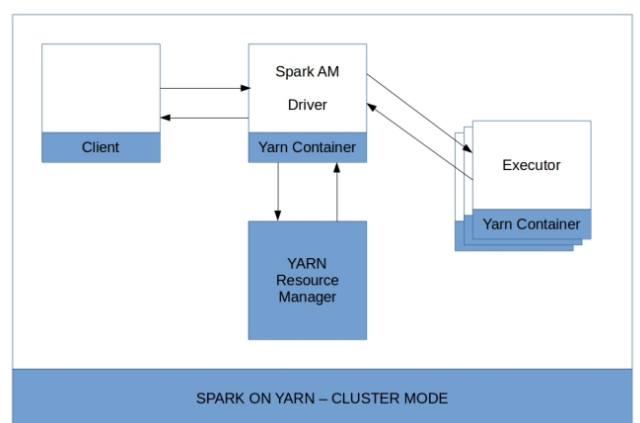 Client
Spark AM
Driver
Yarn Container
Executor
Yarn Container
YARN
Resource
Manager
SPARK ON YARN – CLUSTER MODE